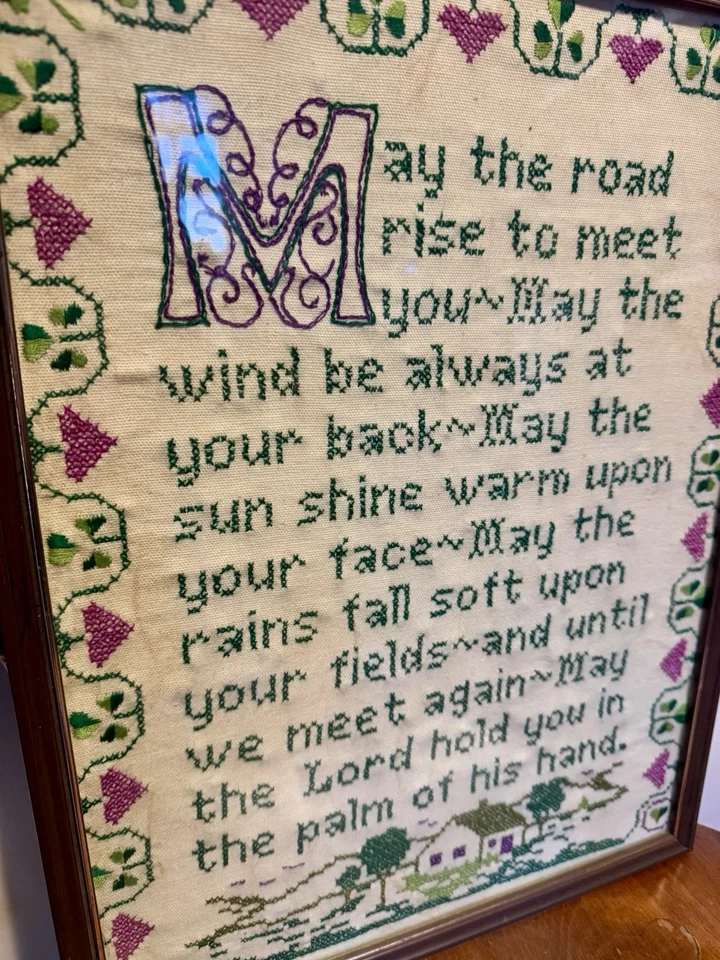 May the road
rise to meet
you~May the
wind be always at
your back~May the
sun shine warm upon
your face~May the
rains fall soft upon
your fields~and until
we meet again~May
the Lord hold you in
the palm of his hand.